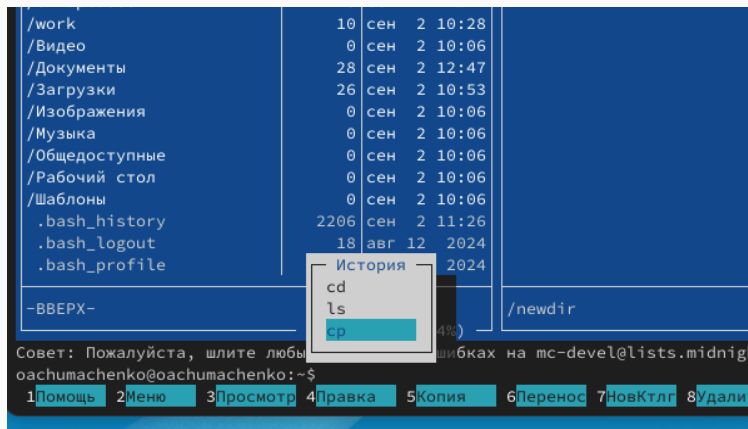 /work 10 сен 2 10:28
/Видео 0 сен 2 10:06
/Документы 28 сен 2 12:47
/Загрузки 26 сен 2 10:53
/Изображения 0 сен 2 10:06
/Музыка 0 сен 2 10:06
/Общедоступные 0 сен 2 10:06
/Рабочий стол 0 сен 2 10:06
/Шаблоны 0 сен 2 10:06
.bash_history 2206 сен 2 11:26
.bash_logout 18 авг 12 2024
.bash_profile 2024
История
cd
ls
cp
-ВВЕРХ-
/newdir
4%)
Совет: Пожалуйста, шлите любы шибках на mc-devel@lists.midnig
oachumachenko@oachumachenko:~$
1Помощь 2Меню 3Просмотр 4Правка 5Копия 6Перенос 7НовКтлг 8Удали